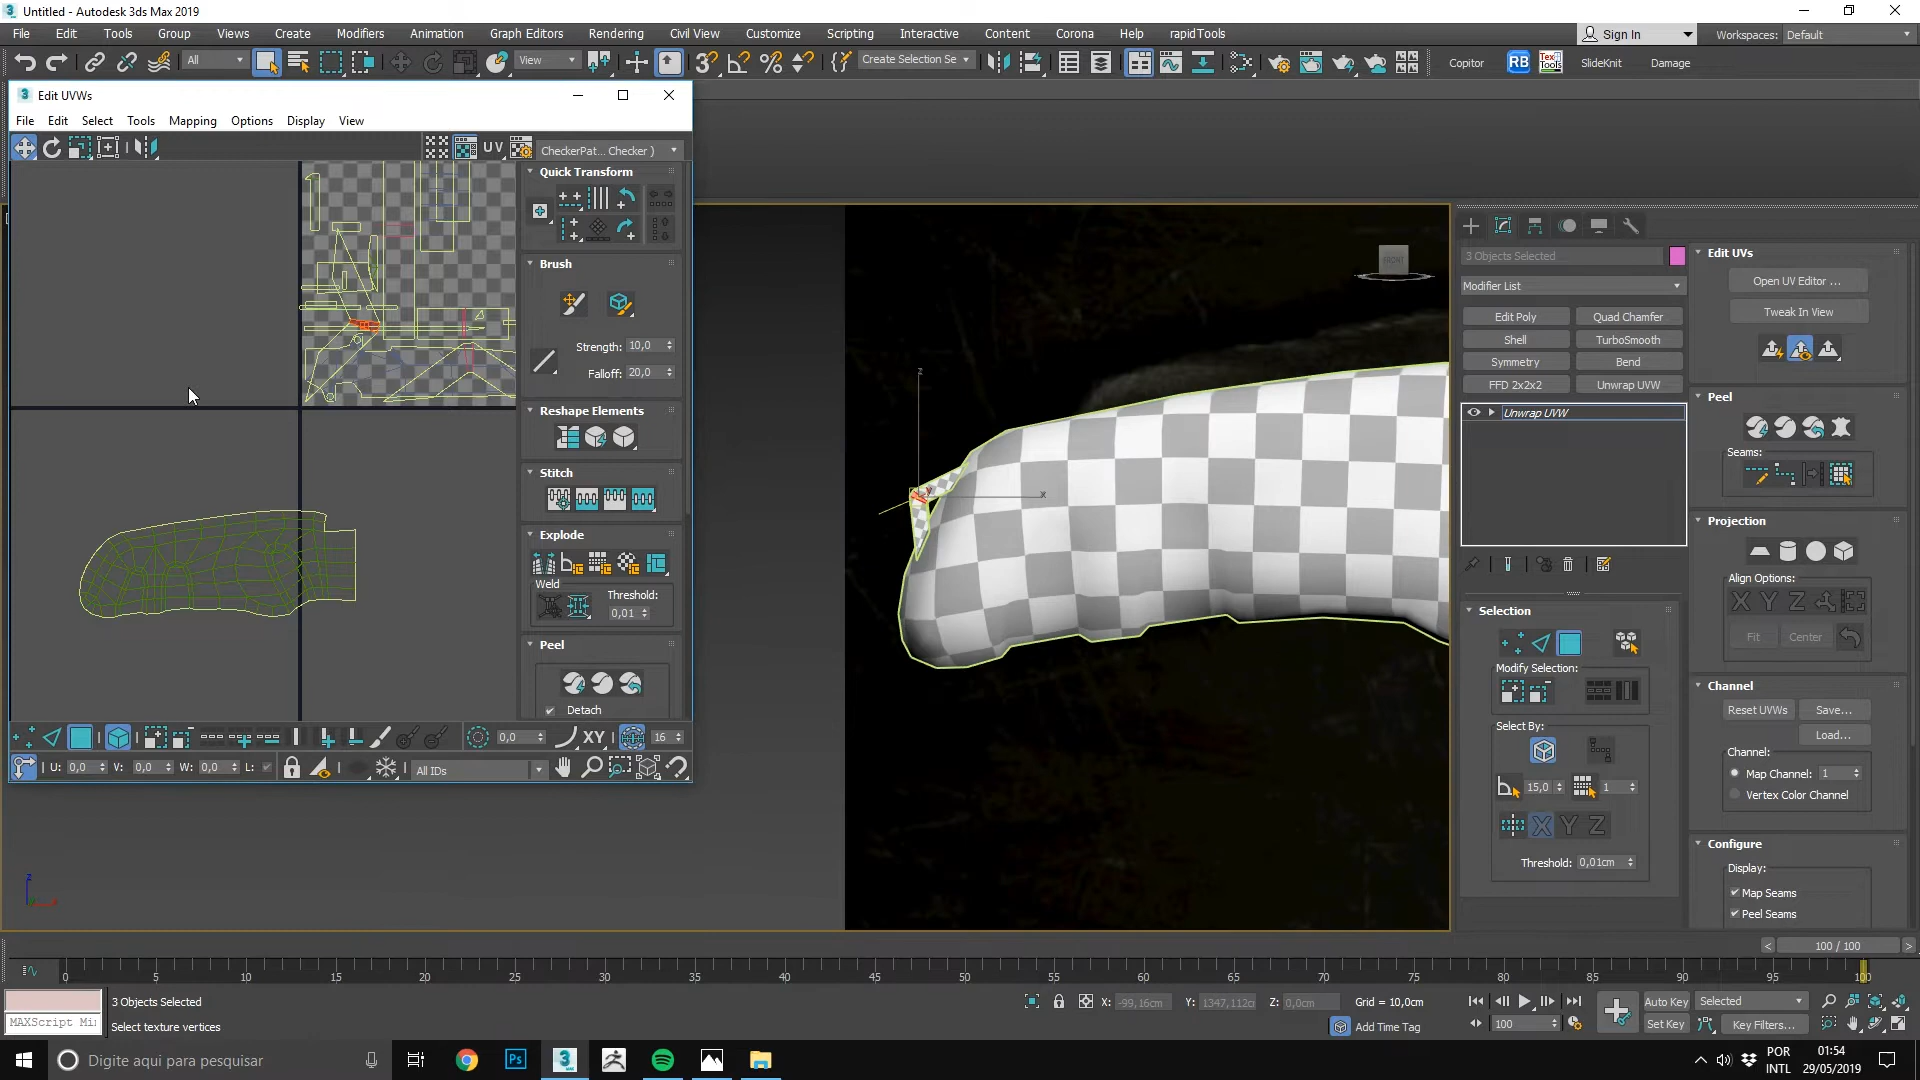 Untitled - Autodesk 3ds Max 2019
File Edit Tools Group Views Create Modifiers Animation Graph Editors Rendering Civil View Customize Scripting Interactive Content Corona Help rapidTools Sign In Workspaces: Default
All View Create Selection Se Copitor RB SlideKnit Damage
Edit UVWs
File Edit Select Tools Mapping Options Display View
UV CheckerPat... Checker )
Quick Transform
Brush
Strength: 10,0
Falloff: 20,0
Reshape Elements
Stitch
Explode
Weld
Threshold:
0,01
Peel
Detach
0,0 XY 16
U: 0,0 V: 0,0 W: 0,0 L: All IDs
FRONT
z
x
y
3 Objects Selected
Modifier List
Edit Poly Quad Chamfer
Shell TurboSmooth
Symmetry Bend
FFD 2x2x2 Unwrap UVW
Unwrap UVW
Selection
Modify Selection:
Select By:
15,0 1
X Y Z
Threshold: 0,01cm
Edit UVs
Open UV Editor ...
Tweak In View
Peel
Seams:
Projection
Align Options:
X Y Z
Fit Center
Channel
Reset UVWs Save...
Load...
Channel:
Map Channel: 1
Vertex Color Channel
Configure
Display:
Map Seams
Peel Seams
< 100 / 100 >
0 5 10 15 20 25 30 35 40 45 50 55 60 65 70 75 80 85 90 95 100
3 Objects Selected X: -99,16cm Y: 1347,112c Z: 0,0cm Grid = 10,0cm Auto Key Selected
MAXScript Mi Select texture vertices Add Time Tag 100 Set Key Key Filters...
Digite aqui para pesquisar
POR
INTL
01:54
29/05/2019